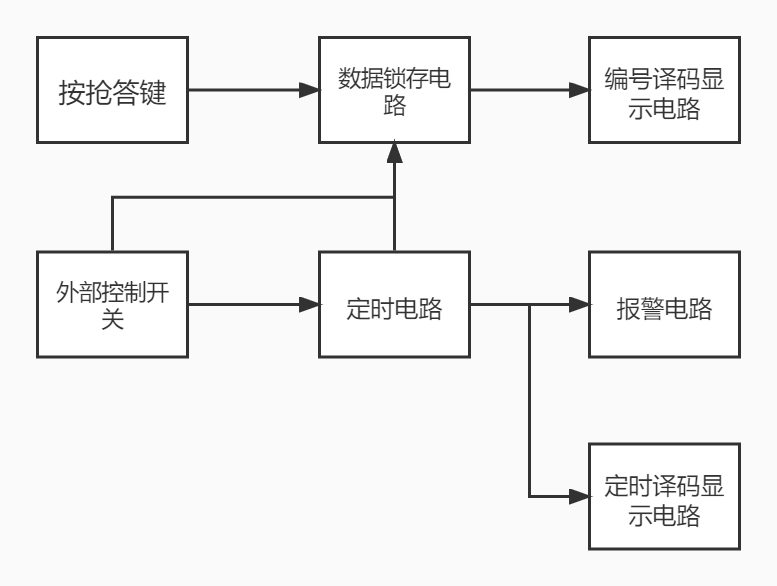 按抢答键
数据锁存电
路
编号译码显
示电路
外部控制开
关
定时电路
报警电路
定时译码显
示电路